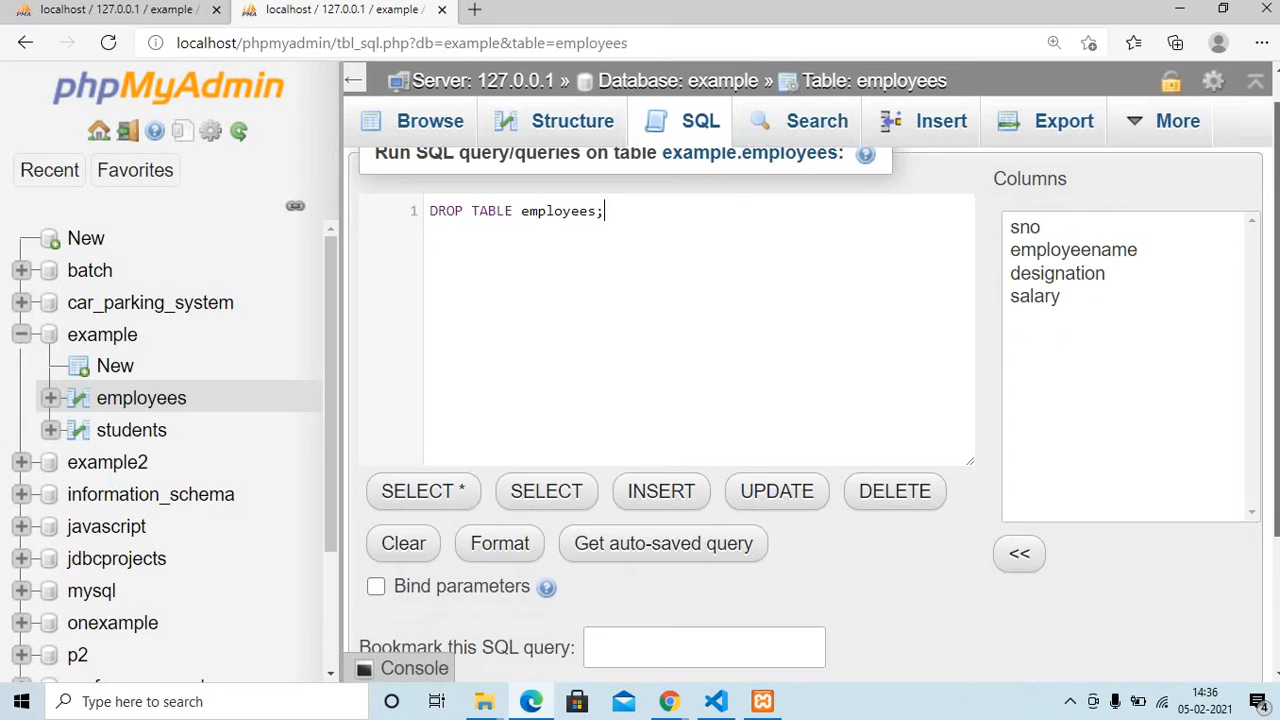 localhost / 127.0.0.1 / example /
localhost / 127.0.0.1 / example /
localhost/phpmyadmin/tbl_sql.php?db=example&table=employees
phpMyAdmin
Recent
Favorites
New
batch
car_parking_system
example
New
employees
students
example2
information_schema
javascript
jdbcprojects
mysql
onexample
p2
Server: 127.0.0.1 » Database: example » Table: employees
Browse
Structure
SQL
Search
Insert
Export
More
Run SQL query/queries on table example.employees:
1 DROP TABLE employees;
Columns
sno
employeename
designation
salary
SELECT *
SELECT
INSERT
UPDATE
DELETE
Clear
Format
Get auto-saved query
<<
Bind parameters
Bookmark this SQL query:
Console
Type here to search
14:36
05-02-2021
4